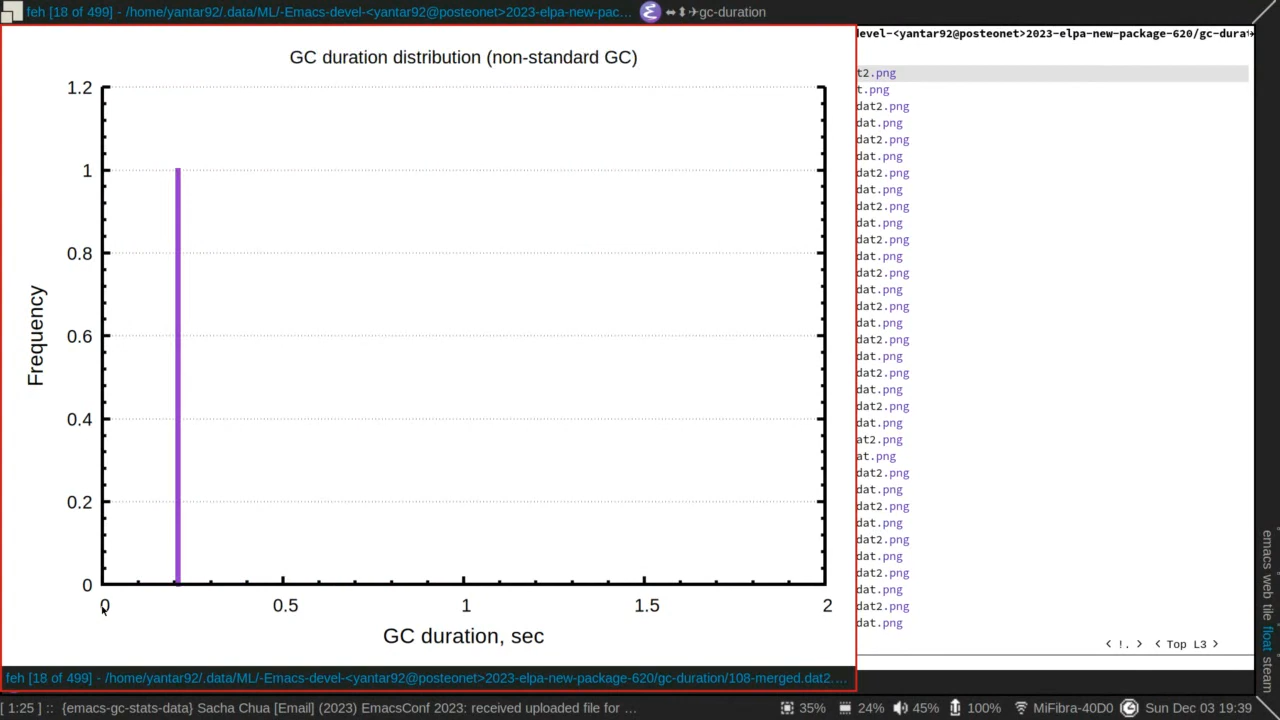 feh [18 of 499] - /home/yantar92/.data/ML/-Emacs-devel-<yantar92@posteonet>2023-elpa-new-pac... gc-duration
evel-<yantar92@posteonet>2023-elpa-new-package-620/gc-dura
GC duration distribution (non-standard GC)
1.2
1
0.8
0.6
0.4
0.2
0
Frequency
0 0.5 1 1.5 2
GC duration, sec
t2.png
t.png
dat2.png
dat.png
dat2.png
dat.png
dat2.png
dat.png
dat2.png
dat.png
dat2.png
dat.png
dat2.png
dat.png
dat2.png
dat.png
dat2.png
dat.png
dat2.png
dat.png
dat2.png
dat.png
at2.png
at.png
dat2.png
dat.png
dat2.png
dat.png
dat2.png
dat.png
dat2.png
dat.png
dat2.png
dat.png
< !. > < Top L3 >
emacs web tile float steam
feh [18 of 499] - /home/yantar92/.data/ML/-Emacs-devel-<yantar92@posteonet>2023-elpa-new-package-620/gc-duration/108-merged.dat2....
[ 1:25 ] :: {emacs-gc-stats-data} Sacha Chua [Email] (2023) EmacsConf 2023: received uploaded file for ... 35% 24% 45% 100% MiFibra-40D0 Sun Dec 03 19:39